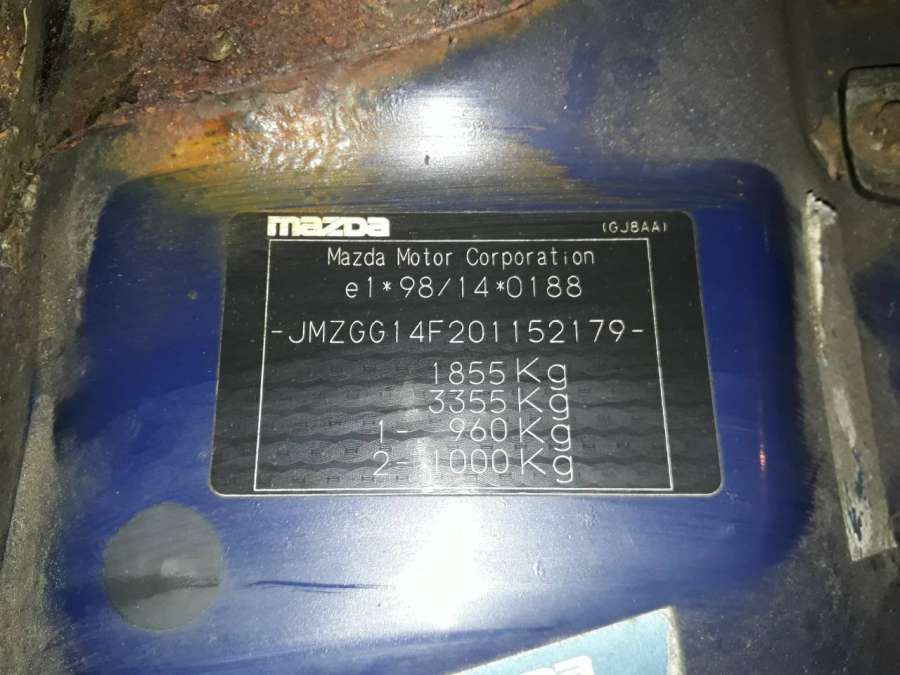 mazda (GJ8AA)
Mazda Motor Corporation
e1*98/14*0188
-JMZGG14F201152179-
1855 Kg
3355 Kg
1- 960 Kg
2- 1000 Kg